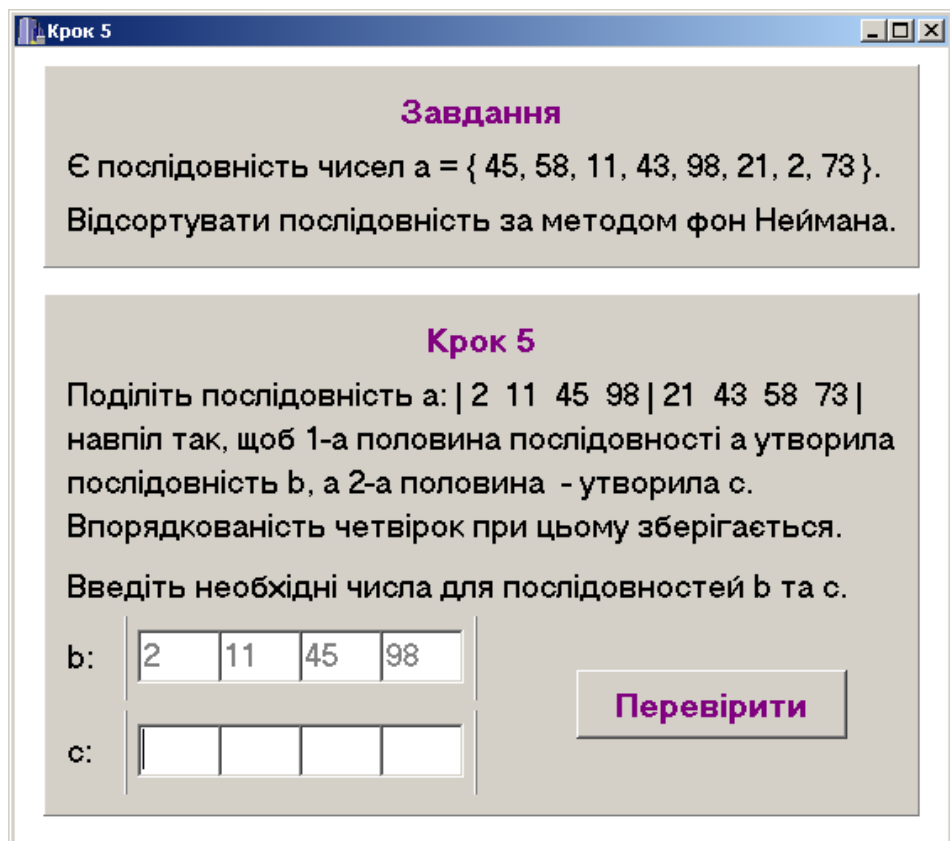 Крок 5
Завдання
Є послідовність чисел a = { 45, 58, 11, 43, 98, 21, 2, 73 }.
Відсортувати послідовність за методом фон Неймана.
Крок 5
Поділіть послідовність a: | 2 11 45 98 | 21 43 58 73 |
навпіл так, щоб 1-а половина послідовності a утворила
послідовність b, а 2-а половина - утворила c.
Впорядкованість четвірок при цьому зберігається.
Введіть необхідні числа для послідовностей b та c.
b: 2 11 45 98
Перевірити
c: